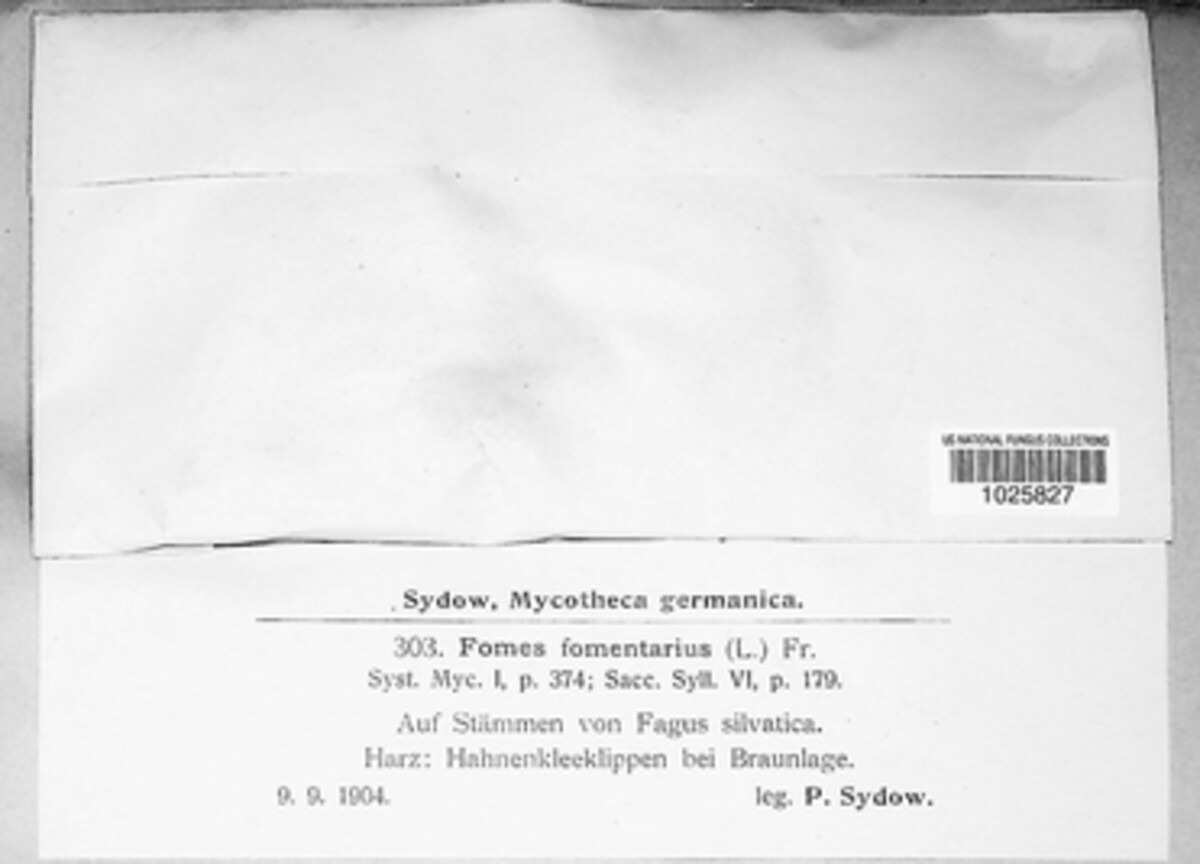 US NATIONAL FUNGUS COLLECTIONS
1025827
Sydow, Mycotheca germanica.
303. Fomes fomentarius (L.) Fr.
Syst. Myc. I, p. 374; Sacc. Syll. VI, p. 179.
Auf Stämmen von Fagus silvatica.
Harz: Hahnenkleeklippen bei Braunlage.
9. 9. 1904. leg. P. Sydow.